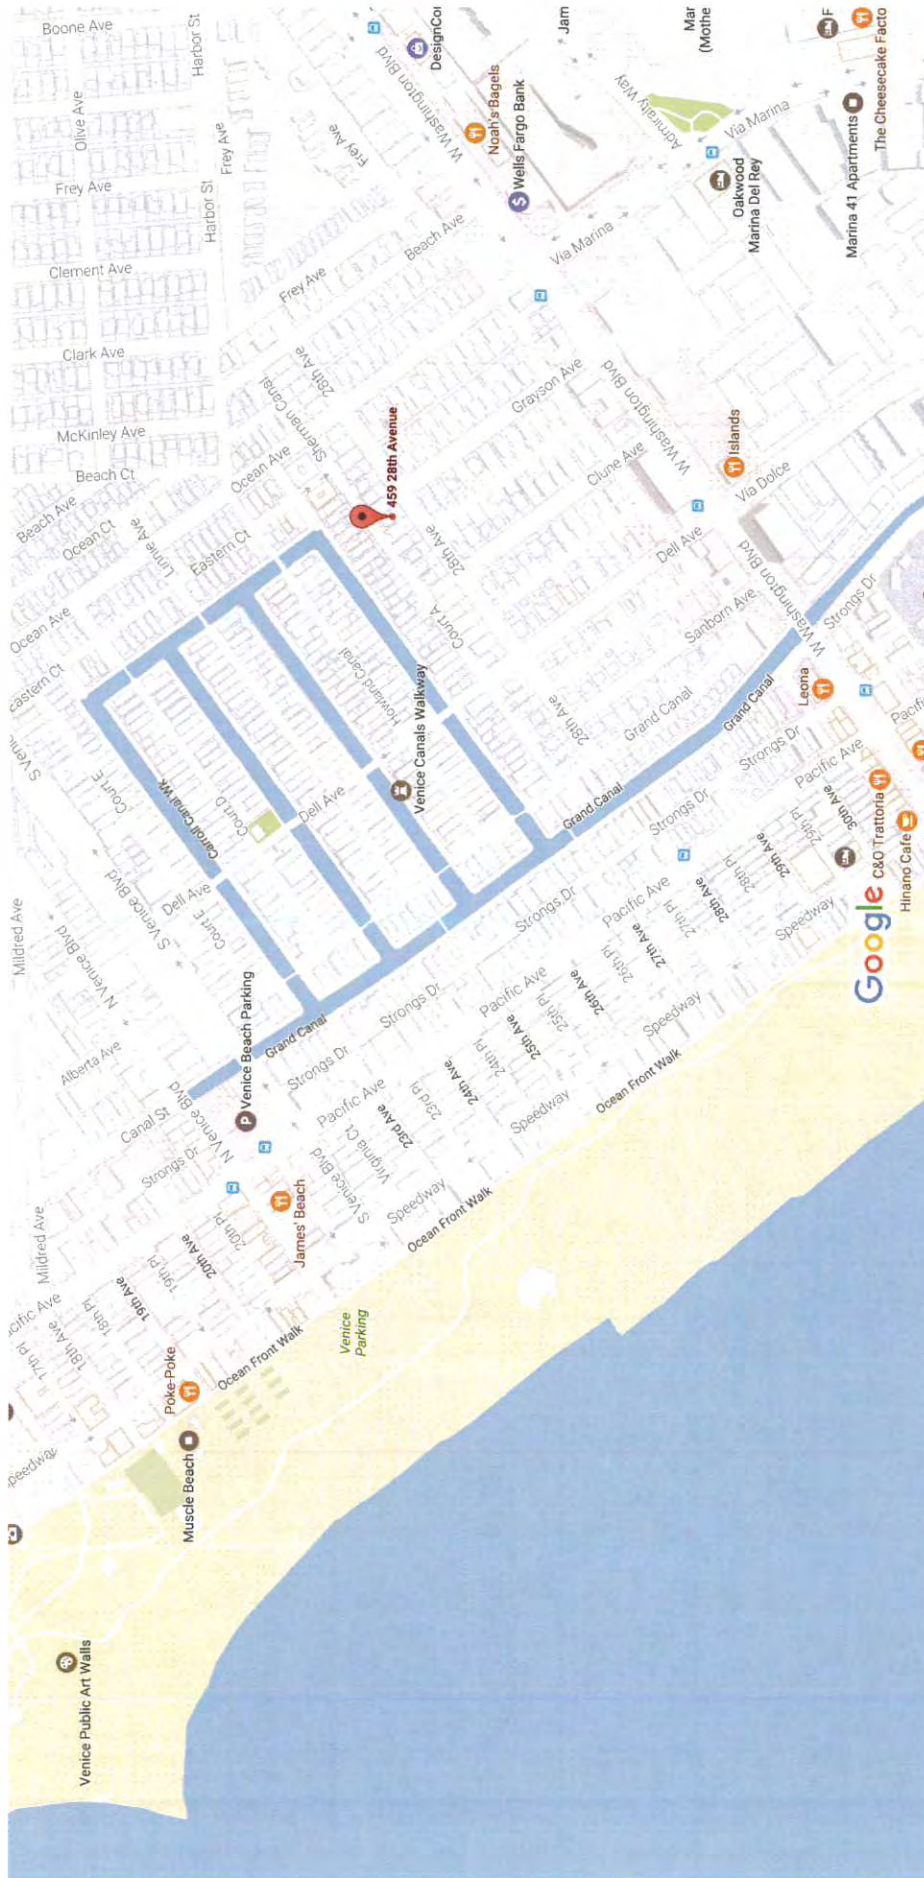 Boone Ave
Harbor St
Olive Ave
Frey Ave
Frey Ave
Harbor St
Clement Ave
Clark Ave
McKinley Ave
Beach Ct
Beach Ave
Ocean Ct
Linnie Ave
Ocean Ave
Eastern Ct
Ocean Ave
Eastern Ct
Sherman Canal
28th Ave
Frey Ave
Beach Ave
Frey Ave
W Washington Blvd
W Washington Blvd
DesignCo
Noah's Bagels
Wells Fargo Bank
Jam
Mar
(Mothe
Admiralty Way
Via Marina
Via Marina
Oakwood
Marina Del Rey
Marina 41 Apartments
F
The Cheesecake Facto
459 28th Avenue
Grayson Ave
W Washington Blvd
W Washington Blvd
Clune Ave
Islands
Via Dolce
Dell Ave
28th Ave
Court A
Sanborn Ave
W Washington Blvd
Strongs Dr
Grand Canal
Grand Canal
Leona
Howland Canal
Venice Canals Walkway
28th Ave
Grand Canal
Strongs Dr
Strongs Dr
Pacific Ave
Pacific
S Venic
Court E
Carroll Canal Wk
Court D
Dell Ave
Dell Ave
Court E
S Venice Blvd
N Venice Blvd
Mildred Ave
Alberta Ave
Venice Beach Parking
Grand Canal
Strongs Dr
Strongs Dr
Strongs Dr
Pacific Ave
Pacific Ave
Pacific Ave
Canal St
N Venice Blvd
Strongs Dr
S Venice Blvd
Virginia Ct
23rd Ave
23rd Pl
24th Ave
24th Pl
25th Ave
25th Pl
26th Ave
26th Pl
27th Ave
27th Pl
28th Ave
28th Pl
29th Ave
29th Pl
30th Ave
Speedway
Speedway
Speedway
Speedway
Google
C&O Trattoria
Hinano Cafe
Ocean Front Walk
Ocean Front Walk
Ocean Front Walk
Mildred Ave
James' Beach
20th Pl
20th Ave
19th Pl
19th Ave
18th Pl
18th Ave
17th Pl
acific Ave
Poke-Poke
Muscle Beach
peedway
Venice
Parking
Venice Public Art Walls